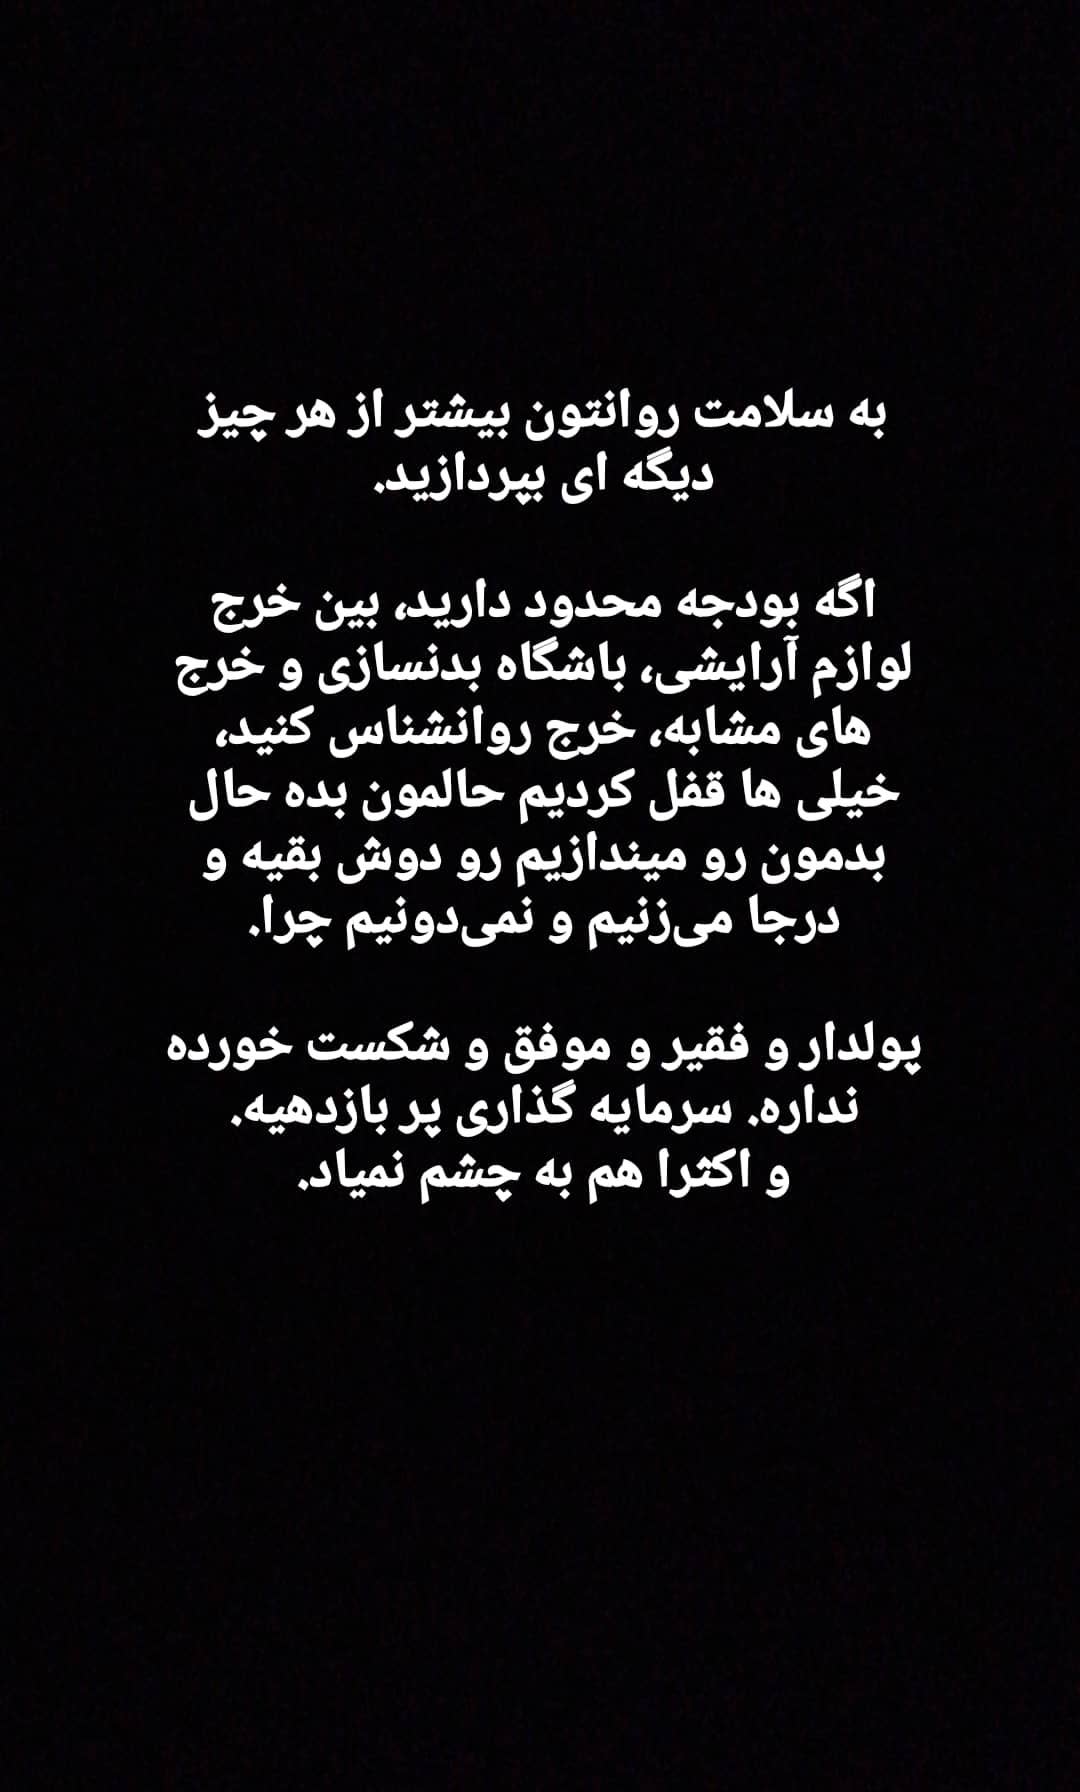 به سلامت روانتون بیشتر از هر چیز
دیگه ای بپردازید.
اگه بودجه محدود دارید، بین خرج
لوازم آرایشی، باشگاه بدنسازی و خرج
های مشابه، خرج روانشناس کنید،
خیلی ها قفل کردیم حالمون بده حال
بدمون رو میندازیم رو دوش بقیه و
درجا می‌زنیم و نمی‌دونیم چرا.
پولدار و فقیر و موفق و شکست خورده
نداره. سرمایه گذاری پر بازدهیه.
و اکثرا هم به چشم نمیاد.